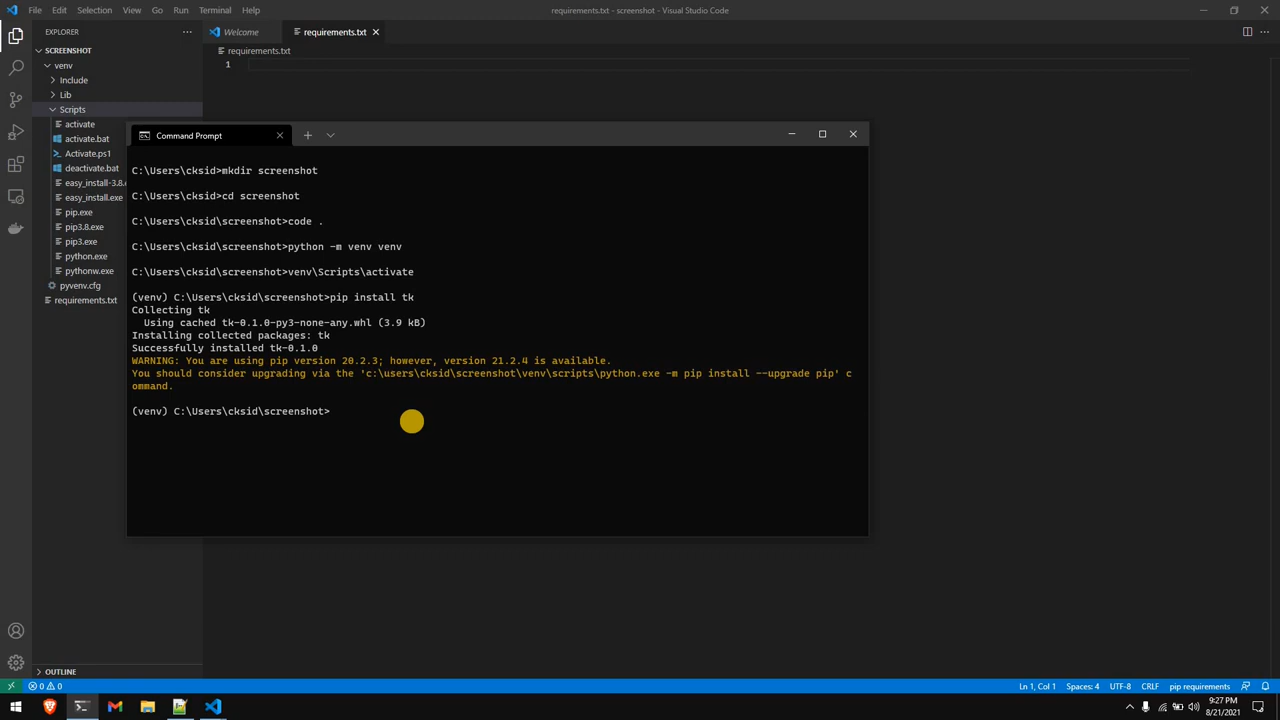 File Edit Selection View Go Run Terminal Help
requirements.txt - screenshot - Visual Studio Code
EXPLORER
SCREENSHOT
venv
Include
Lib
Scripts
activate
activate.bat
Activate.ps1
deactivate.bat
easy_install-3.8.e
easy_install.exe
pip.exe
pip3.8.exe
pip3.exe
python.exe
pythonw.exe
pyvenv.cfg
requirements.txt
OUTLINE
Welcome
requirements.txt
requirements.txt
1
Command Prompt
C:\Users\cksid>mkdir screenshot
C:\Users\cksid>cd screenshot
C:\Users\cksid\screenshot>code .
C:\Users\cksid\screenshot>python -m venv venv
C:\Users\cksid\screenshot>venv\Scripts\activate
(venv) C:\Users\cksid\screenshot>pip install tk
Collecting tk
Using cached tk-0.1.0-py3-none-any.whl (3.9 kB)
Installing collected packages: tk
Successfully installed tk-0.1.0
WARNING: You are using pip version 20.2.3; however, version 21.2.4 is available.
You should consider upgrading via the 'c:\users\cksid\screenshot\venv\scripts\python.exe -m pip install --upgrade pip' c
ommand.
(venv) C:\Users\cksid\screenshot>
0 0
Ln 1, Col 1 Spaces: 4 UTF-8 CRLF pip requirements
9:27 PM
8/21/2021